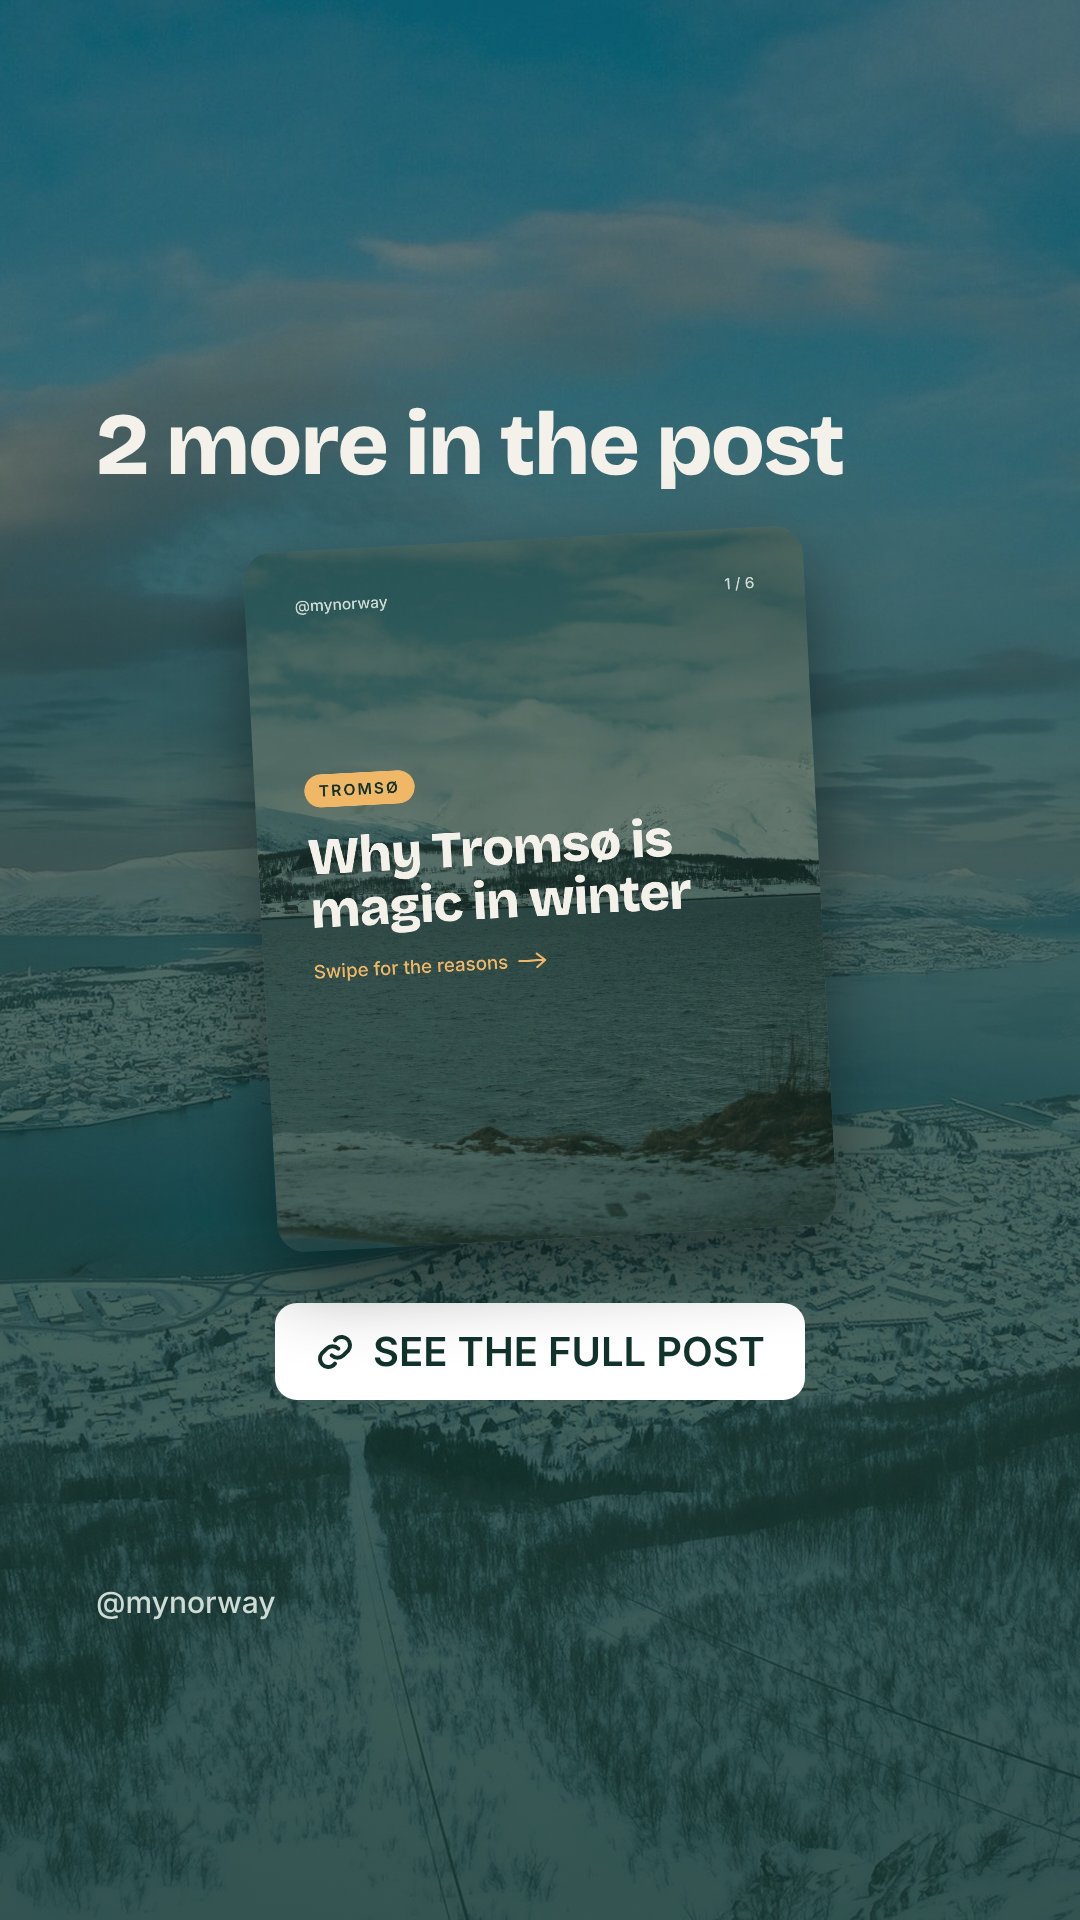 2 more in the post
@mynorway
1 / 6
TROMSØ
Why Tromsø is
magic in winter
Swipe for the reasons
SEE THE FULL POST
@mynorway